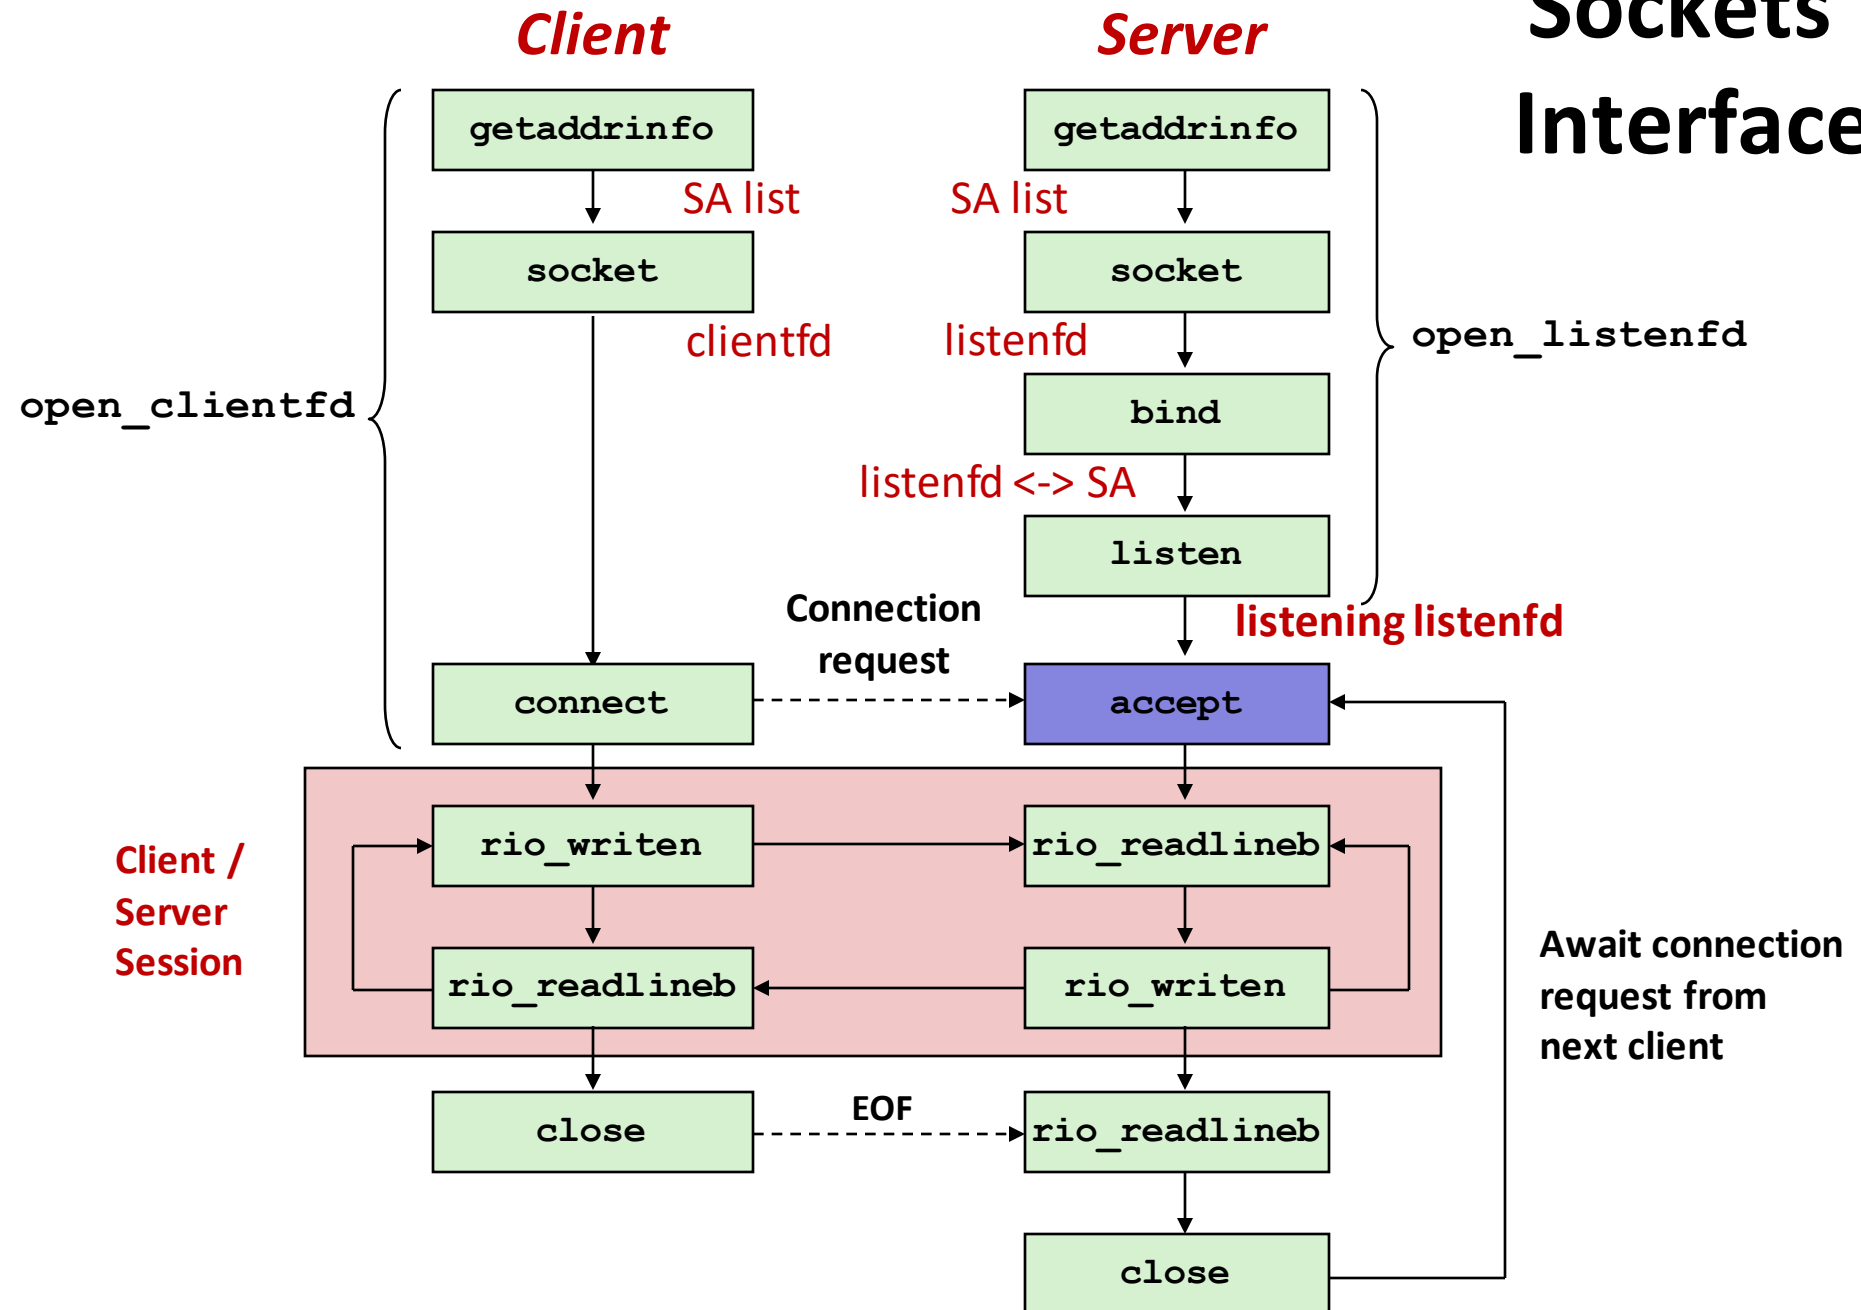 Sockets
Interface
Client
Server
getaddrinfo
getaddrinfo
SA list
SA list
socket
socket
clientfd
listenfd
open_listenfd
open_clientfd
bind
listenfd <-> SA
listen
Connection
request
listening listenfd
connect
accept
Client /
Server
Session
rio_writen
rio_readlineb
rio_readlineb
rio_writen
Await connection
request from
next client
close
EOF
rio_readlineb
close